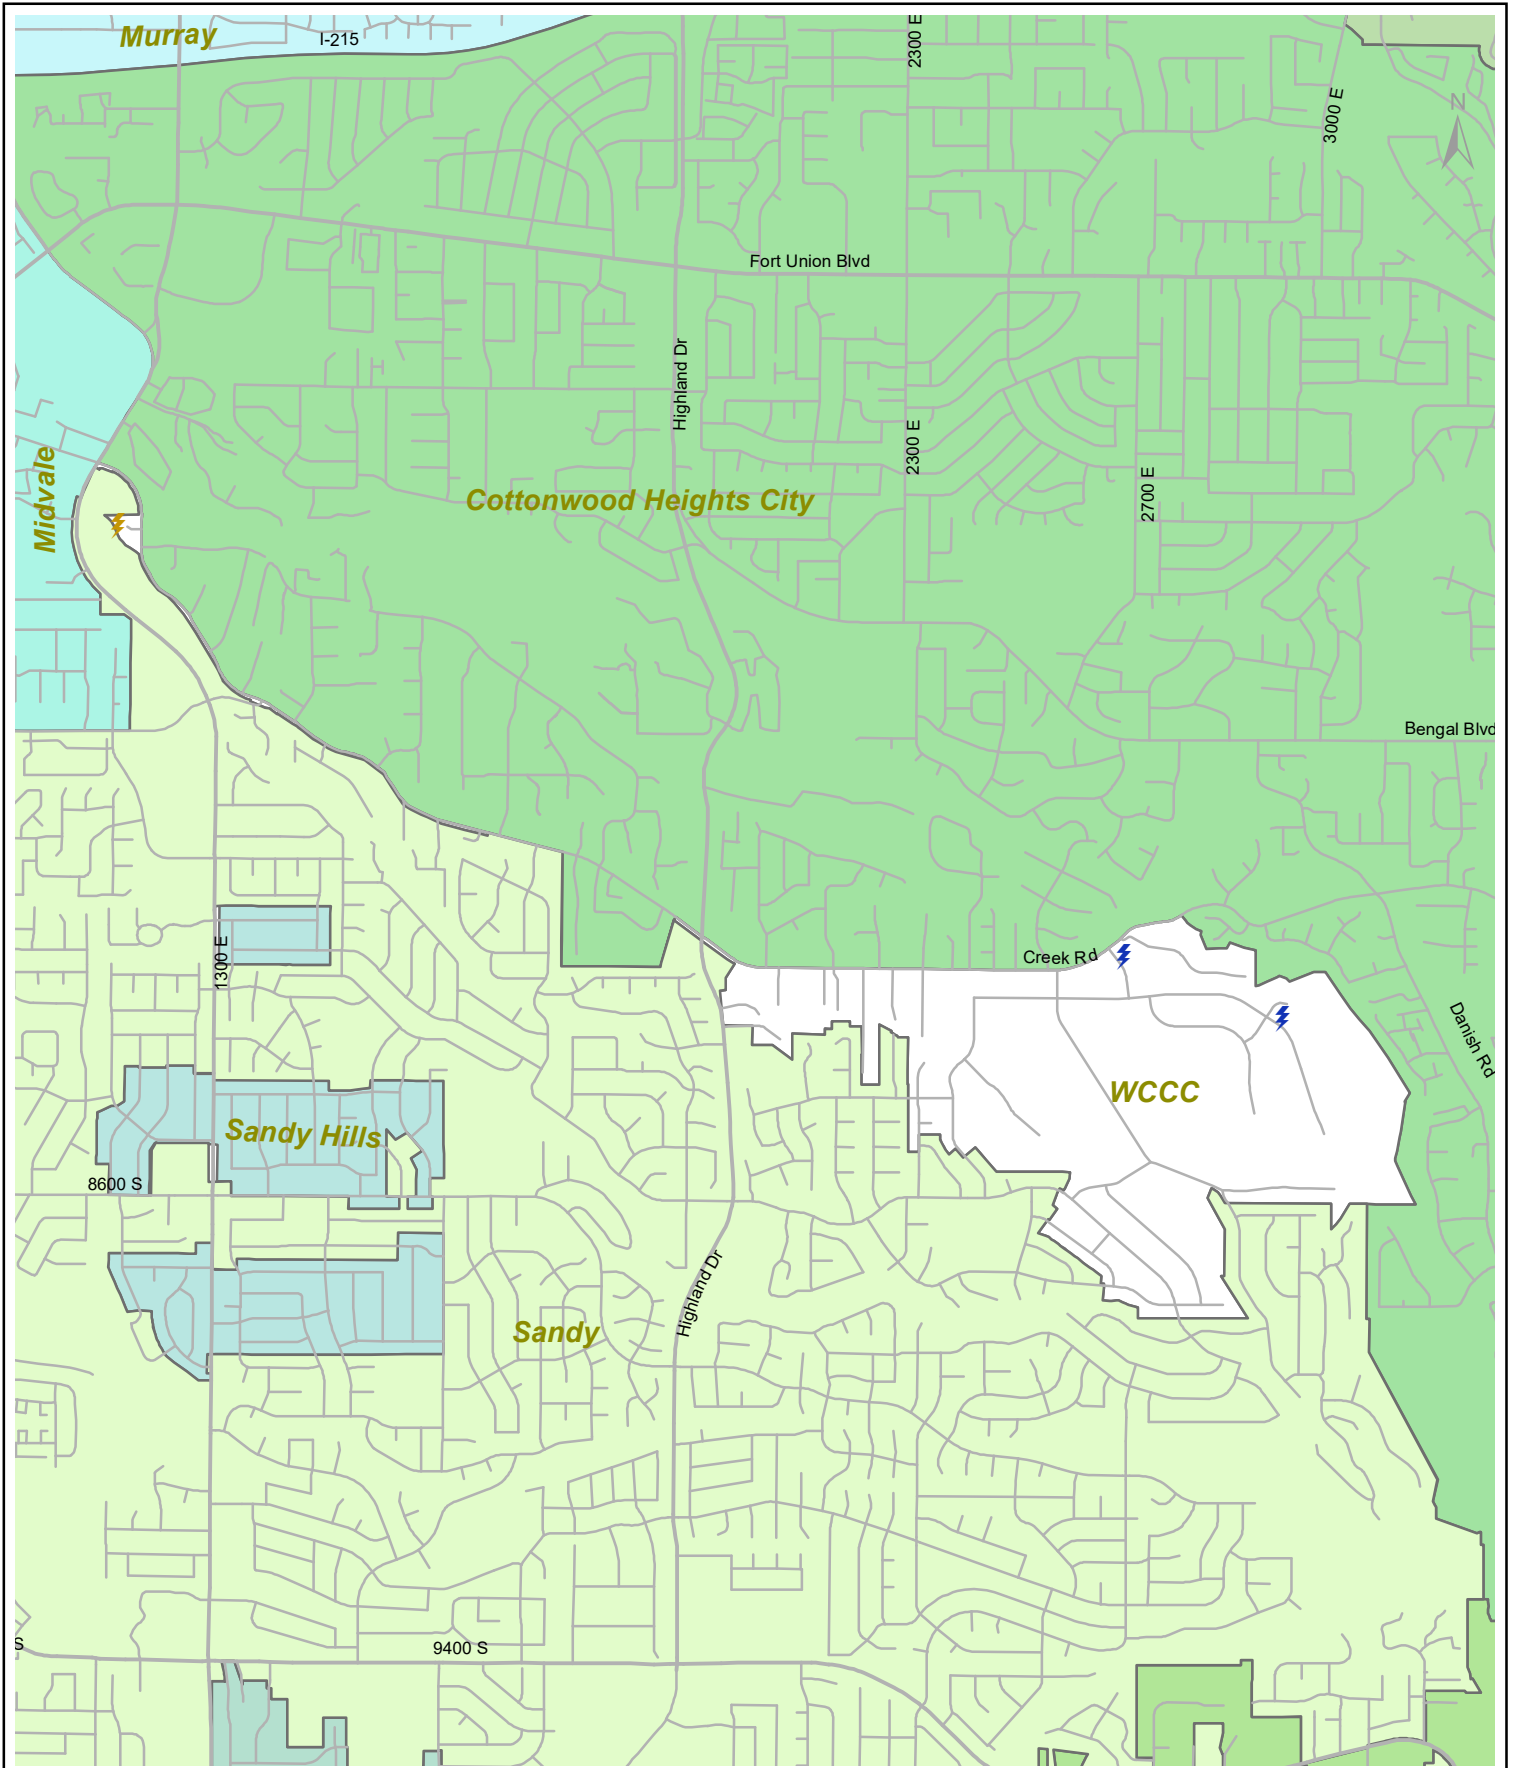 Murray
I-215
2300 E
3000 E
N
Fort Union Blvd
Highland Dr
2300 E
2700 E
Midvale
Cottonwood Heights City
Bengal Blvd
1300 E
Creek Rd
Danish Rd
WCCC
Sandy Hills
8600 S
Highland Dr
Sandy
S
9400 S